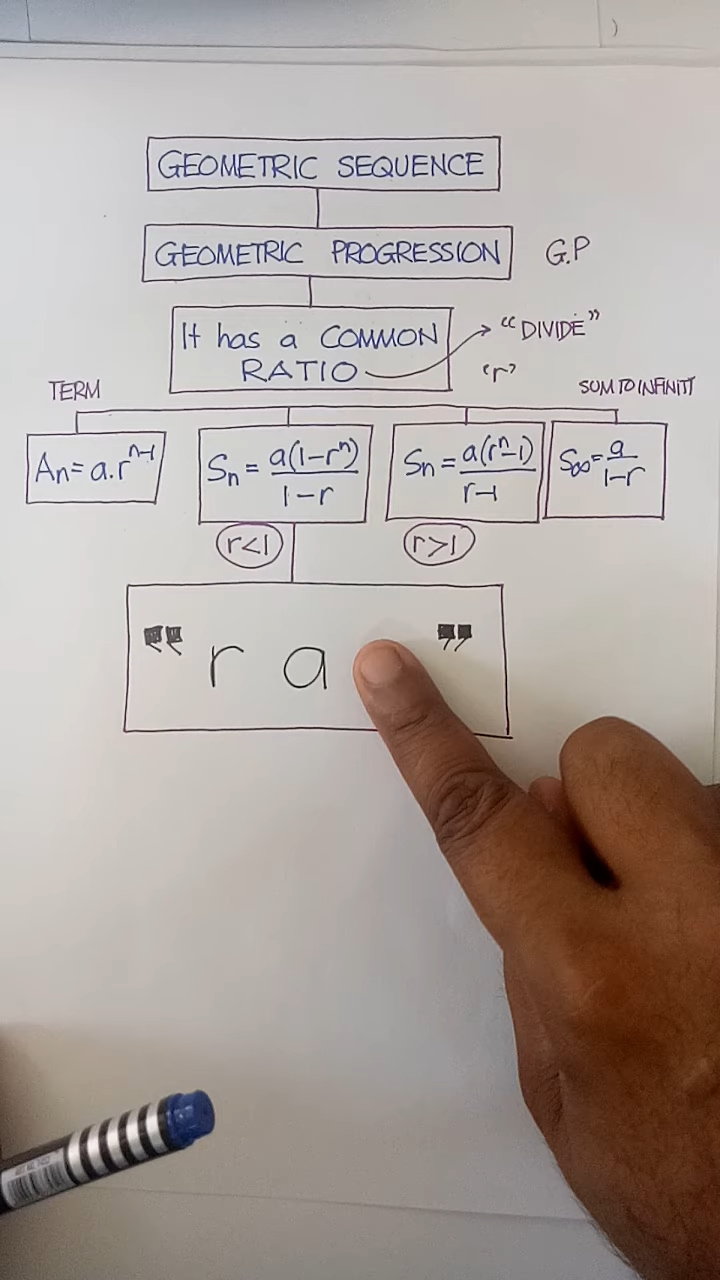 GEOMETRIC SEQUENCE
GEOMETRIC PROGRESSION G.P
It has a COMMON "DIVIDE"
RATIO "r"
TERM SUM TO INFINITI
An = a.r^n-1
Sn = a(1-r^n)/1-r
Sn = a(r^n-1)/r-1
S∞ = a/1-r
r<1 r>1
"r a "